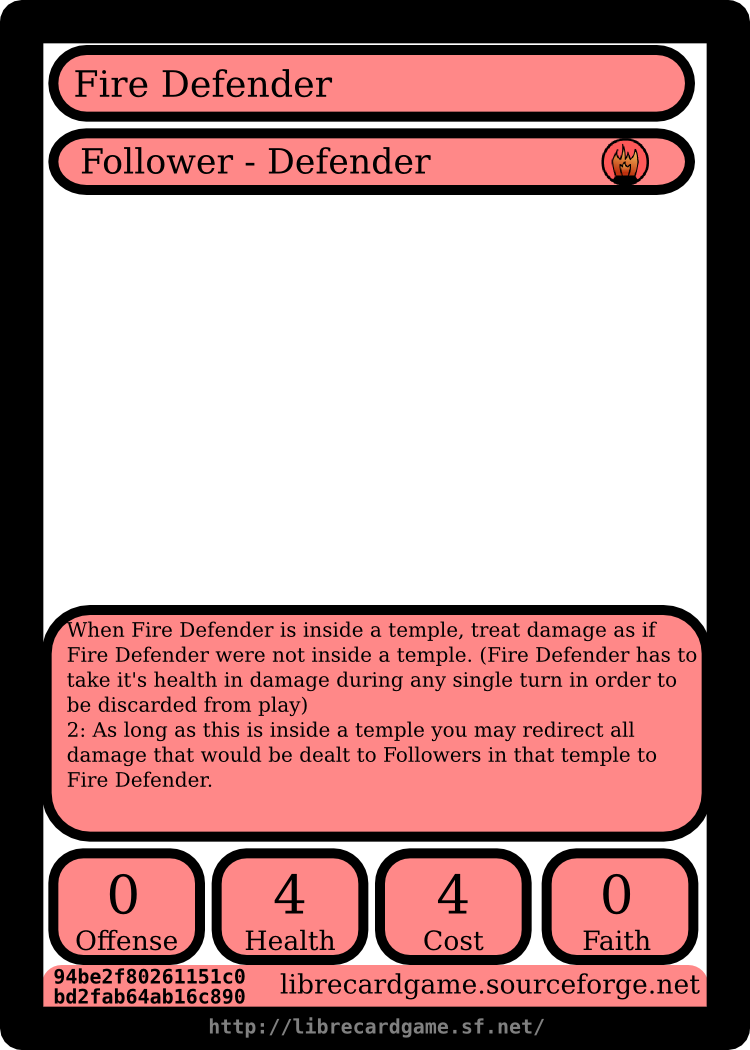 Fire Defender
Follower - Defender
When Fire Defender is inside a temple, treat damage as if
Fire Defender were not inside a temple. (Fire Defender has to
take it's health in damage during any single turn in order to
be discarded from play)
2: As long as this is inside a temple you may redirect all
damage that would be dealt to Followers in that temple to
Fire Defender.
0
Offense
4
Health
4
Cost
0
Faith
94be2f80261151c0
bd2fab64ab16c890
librecardgame.sourceforge.net
http://librecardgame.sf.net/